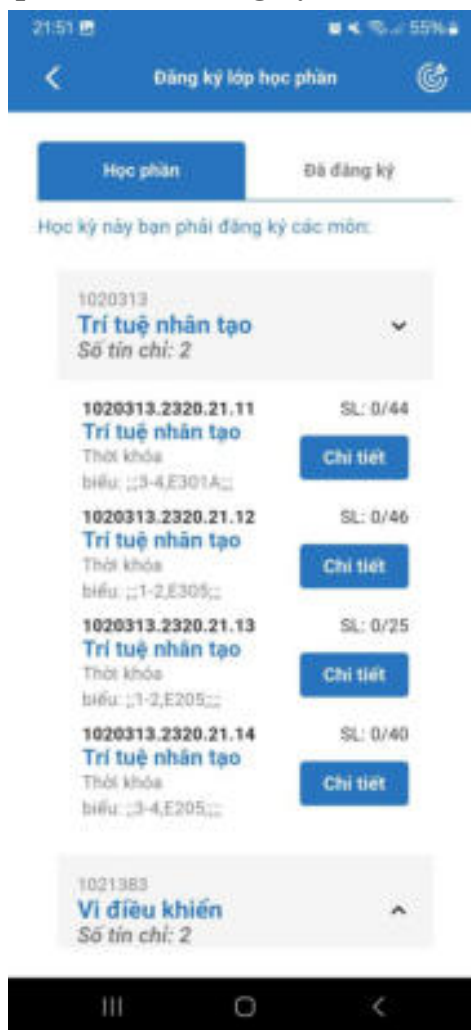 21:51
55%
Đăng ký lớp học phần
Học phần
Đã đăng ký
Học kỳ này bạn phải đăng ký các môn:
1020313
Trí tuệ nhân tạo
Số tín chỉ: 2
1020313.2320.21.11
SL: 0/44
Trí tuệ nhân tạo
Thời khóa
Chi tiết
biểu: ;;3-4,E301A;;
1020313.2320.21.12
SL: 0/46
Trí tuệ nhân tạo
Thời khóa
Chi tiết
biểu: ;;1-2,E305;;
1020313.2320.21.13
SL: 0/25
Trí tuệ nhân tạo
Thời khóa
Chi tiết
biểu: ;;1-2,E205;;;
1020313.2320.21.14
SL: 0/40
Trí tuệ nhân tạo
Thời khóa
Chi tiết
biểu: ;;3-4,E205;;;
1021383
Vi điều khiển
Số tín chỉ: 2